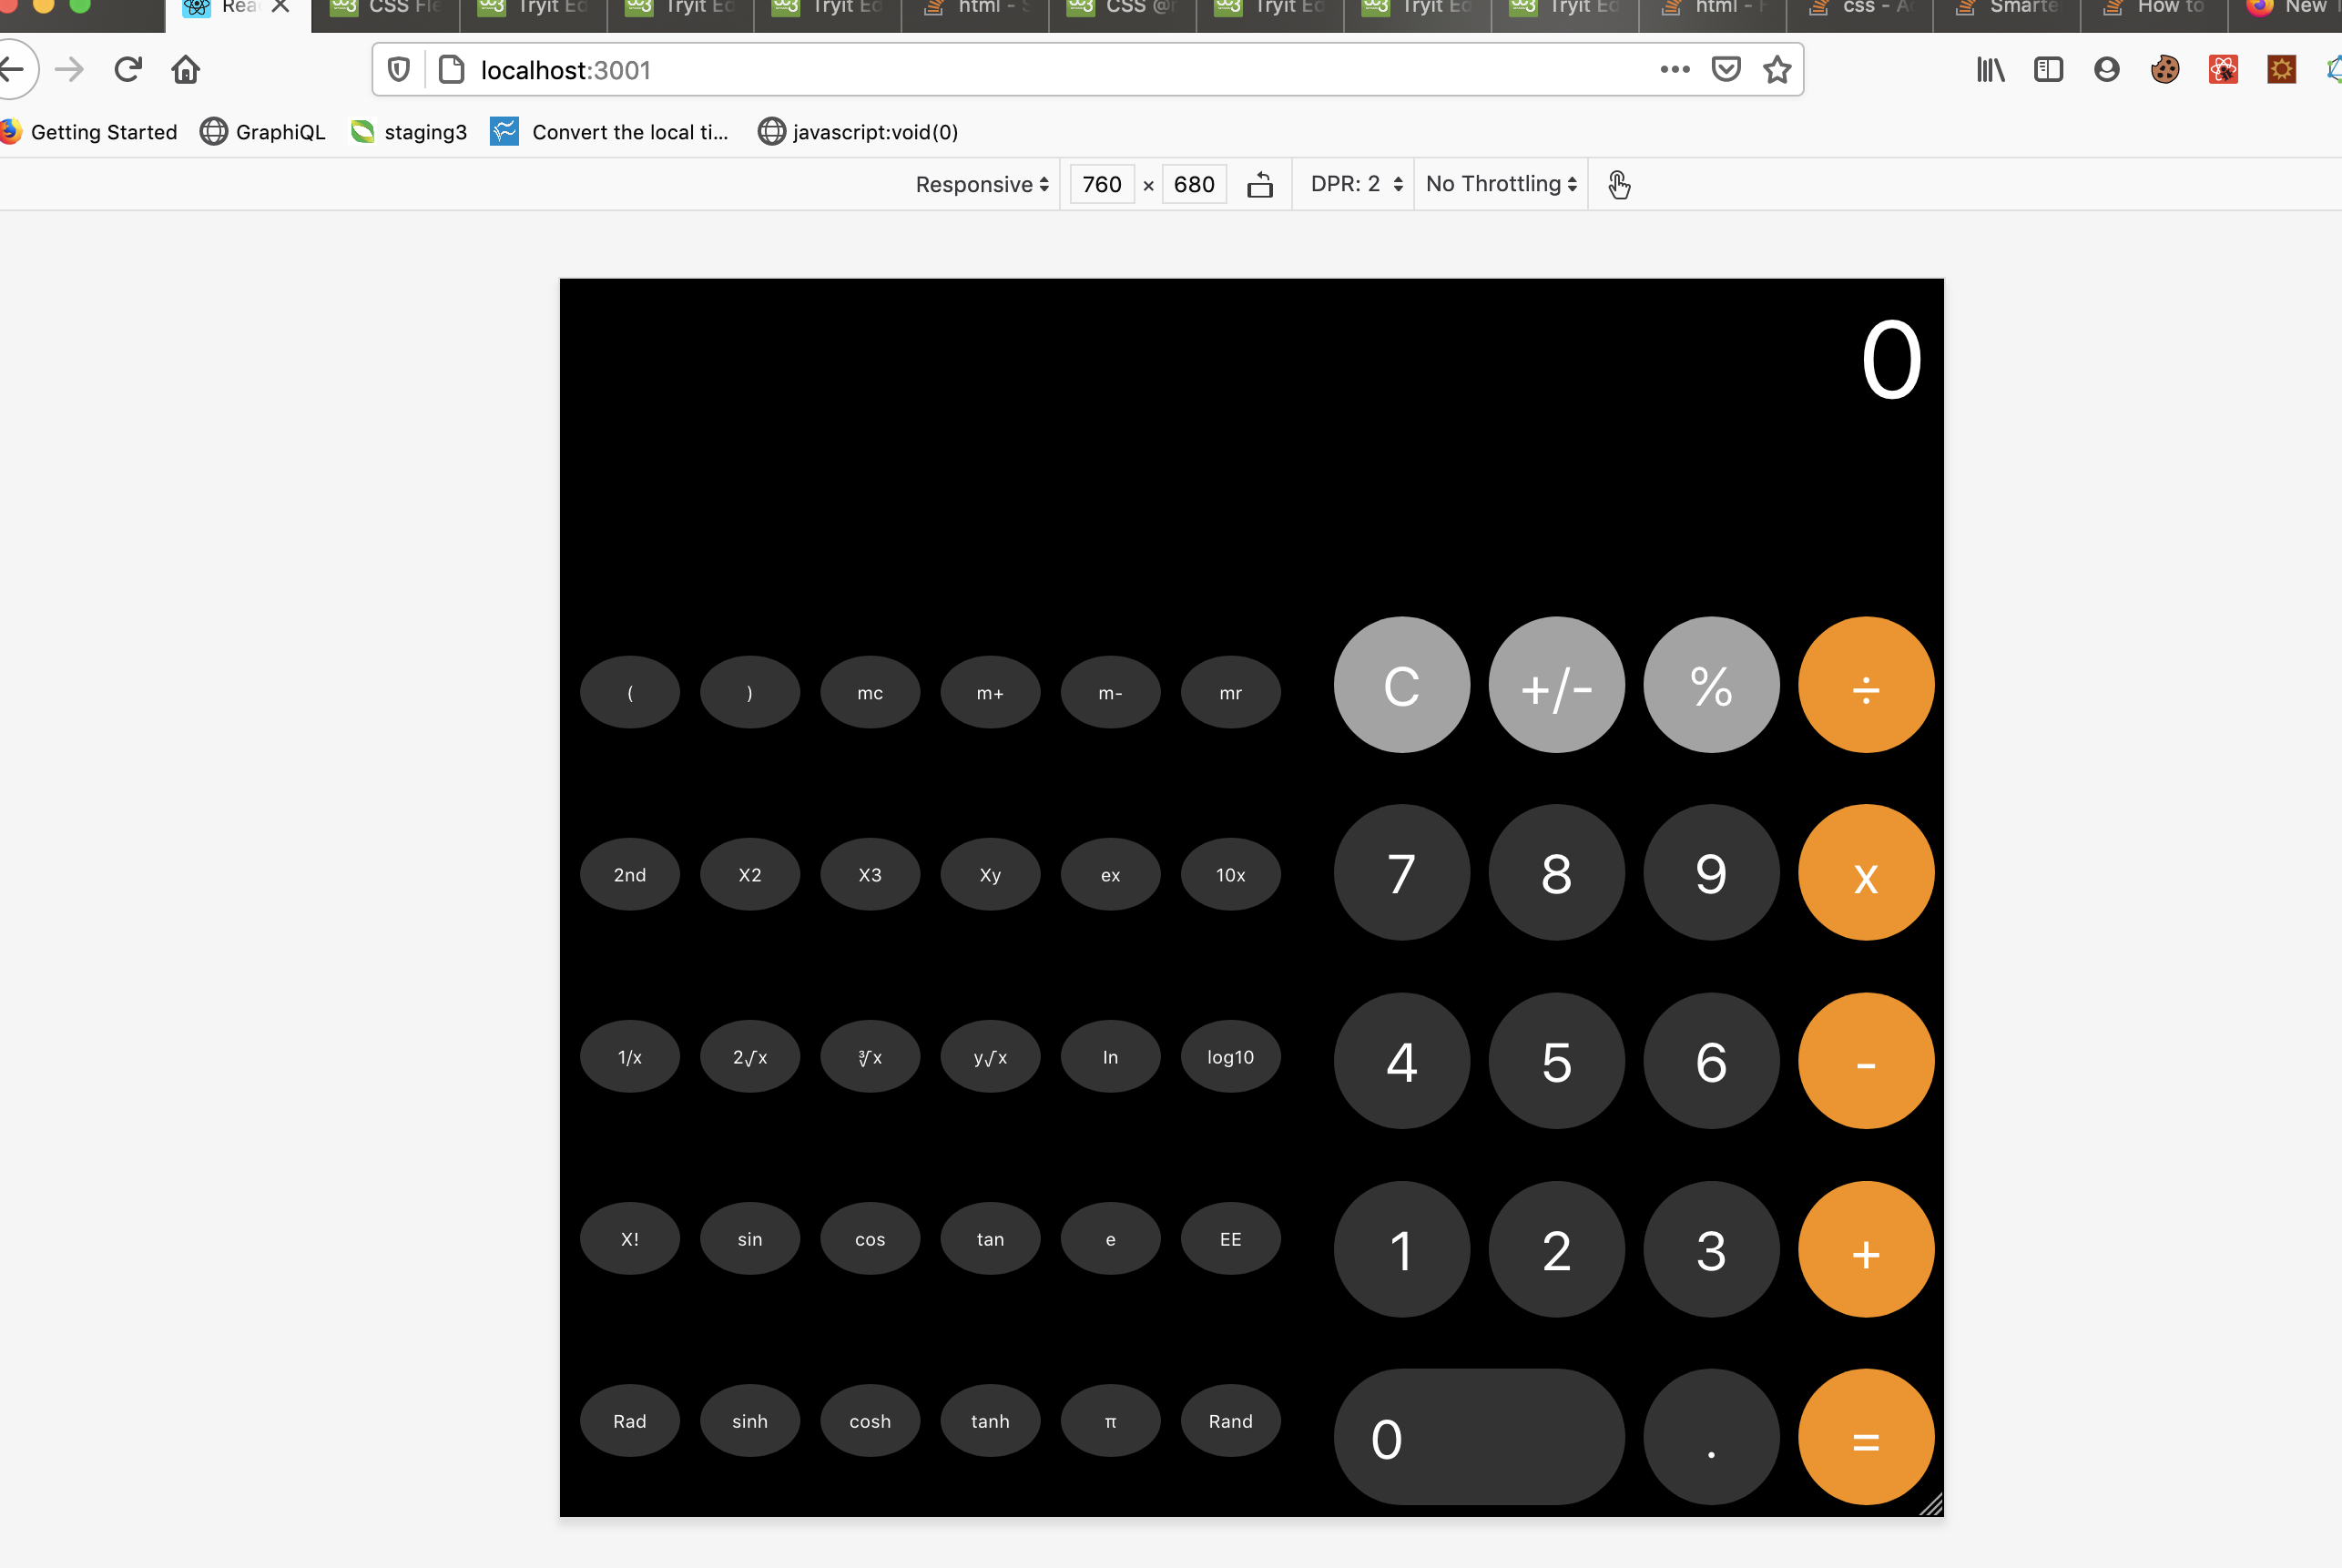 Rea
CSS Fle
Tryit Ed
Tryit Ed
Tryit Ed
html - S
CSS @r
Tryit Ed
Tryit Ed
Tryit Ed
html - F
css - A
Smarte
How to
New T
localhost:3001
Getting Started GraphiQL staging3 Convert the local ti... javascript:void(0)
Responsive 760 × 680 DPR: 2 No Throttling
0
( ) mc m+ m- mr C +/- % ÷
2nd X2 X3 Xy ex 10x 7 8 9 x
1/x 2√x ∛x y√x ln log10 4 5 6 -
X! sin cos tan e EE 1 2 3 +
Rad sinh cosh tanh π Rand 0 . =